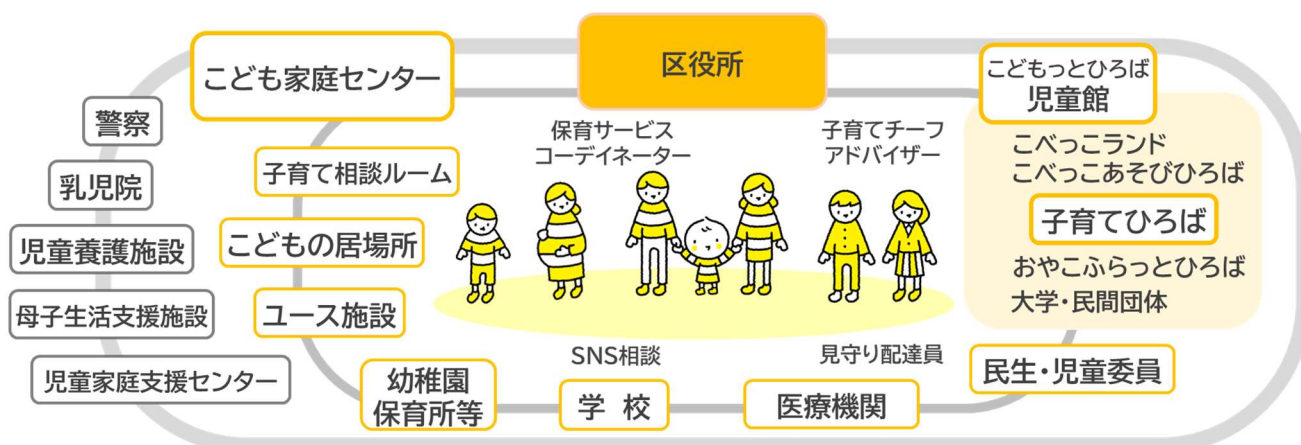 区役所
こども家庭センター
こどもっとひろば
児童館
警察
乳児院
児童養護施設
母子生活支援施設
児童家庭支援センター
子育て相談ルーム
こどもの居場所
ユース施設
幼稚園
保育所等
学 校
医療機関
民生・児童委員
保育サービス
コーデイネーター
子育てチーフ
アドバイザー
SNS相談
見守り配達員
こべっこランド
こべっこあそびひろば
子育てひろば
おやこふらっとひろば
大学・民間団体